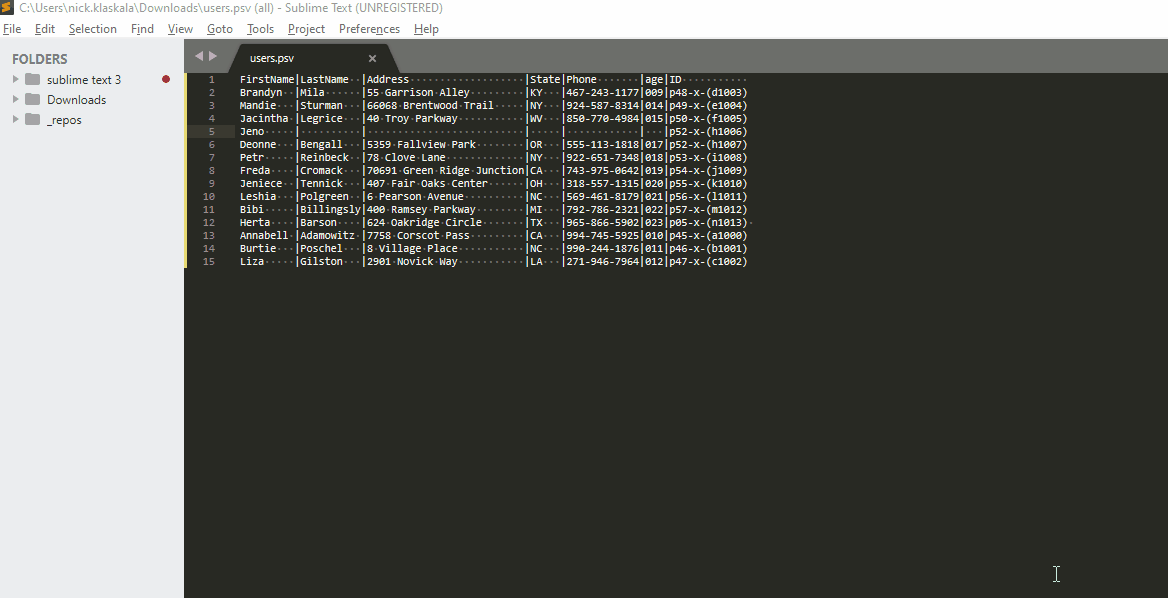 C:\Users\nick.klaskala\Downloads\users.psv (all) - Sublime Text (UNREGISTERED)
File Edit Selection Find View Goto Tools Project Preferences Help
FOLDERS
sublime text 3
Downloads
_repos
users.psv ×
1 FirstName|LastName··|Address···················|State|Phone·······|age|ID···········
2 Brandyn··|Mila······|55·Garrison·Alley·········|KY···|467-243-1177|009|p48-x-(d1003)
3 Mandie···|Sturman···|66068·Brentwood·Trail·····|NY···|924-587-8314|014|p49-x-(e1004)
4 Jacintha·|Legrice···|40·Troy·Parkway···········|WV···|850-770-4984|015|p50-x-(f1005)
5 Jeno·····|··········|··························|·····|············|···|p52-x-(h1006)
6 Deonne···|Bengall···|5359·Fallview·Park········|OR···|555-113-1818|017|p52-x-(h1007)
7 Petr·····|Reinbeck··|78·Clove·Lane·············|NY···|922-651-7348|018|p53-x-(i1008)
8 Freda····|Cromack···|70691·Green·Ridge·Junction|CA···|743-975-0642|019|p54-x-(j1009)
9 Jeniece··|Tennick···|407·Fair·Oaks·Center······|OH···|318-557-1315|020|p55-x-(k1010)
10 Leshia···|Polgreen··|6·Pearson·Avenue··········|NC···|569-461-8179|021|p56-x-(l1011)
11 Bibi·····|Billingsly|400·Ramsey·Parkway········|MI···|792-786-2321|022|p57-x-(m1012)
12 Herta····|Barson····|624·Oakridge·Circle·······|TX···|965-866-5902|023|p05-x-(n1013)·
13 Annabell·|Adamowitz·|7758·Corscot·Pass·········|CA···|994-745-5925|010|p45-x-(a1000)
14 Burtie···|Poschel···|8·Village·Place···········|NC···|990-244-1876|011|p46-x-(b1001)
15 Liza·····|Gilston···|2901·Novick·Way···········|LA···|271-946-7964|012|p47-x-(c1002)